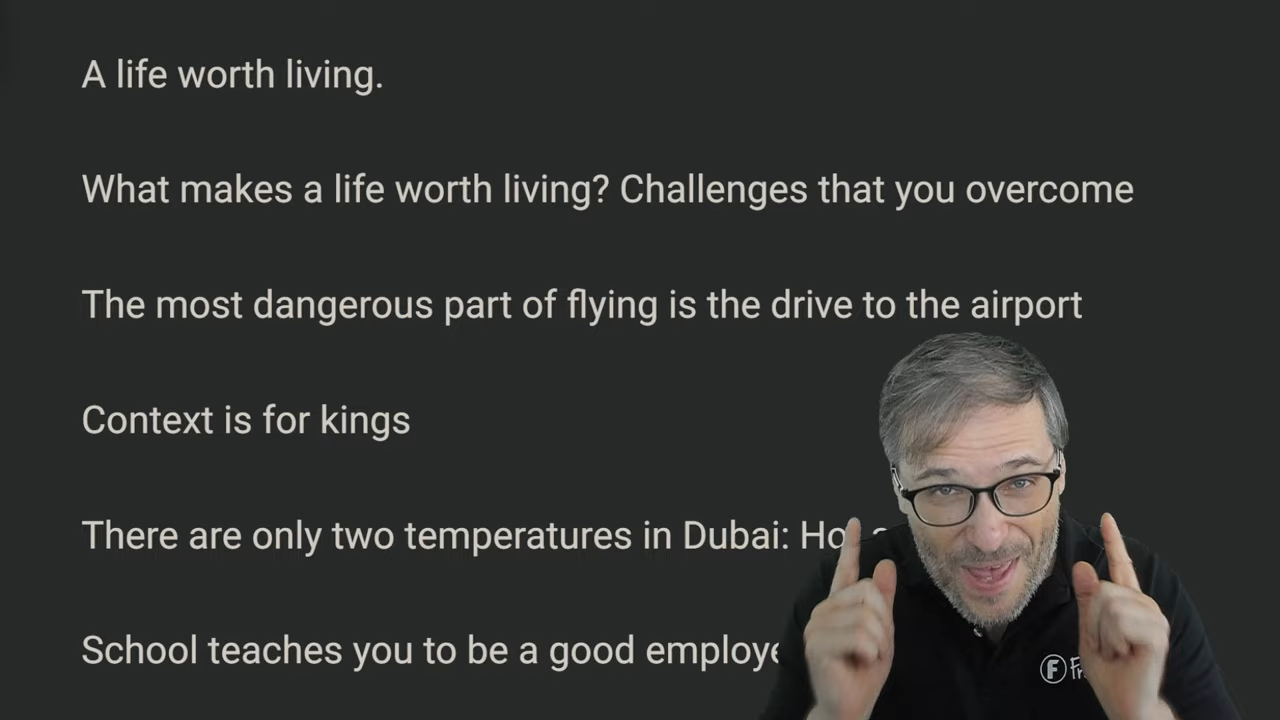 A life worth living.
What makes a life worth living? Challenges that you overcome
The most dangerous part of flying is the drive to the airport
Context is for kings
There are only two temperatures in Dubai:
School teaches you to be a good
F